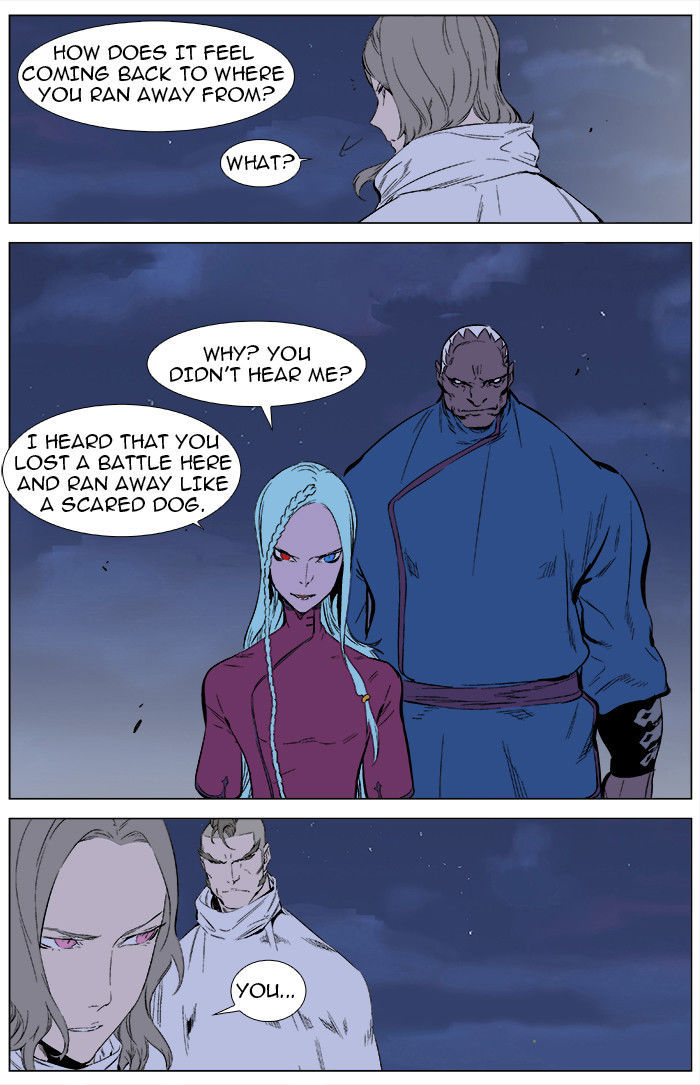 HOW DOES IT FEEL
COMING BACK TO WHERE
YOU RAN AWAY FROM?
WHAT?
WHY? YOU
DIDN'T HEAR ME?
I HEARD THAT YOU
LOST A BATTLE HERE
AND RAN AWAY LIKE
A SCARED DOG.
YOU...